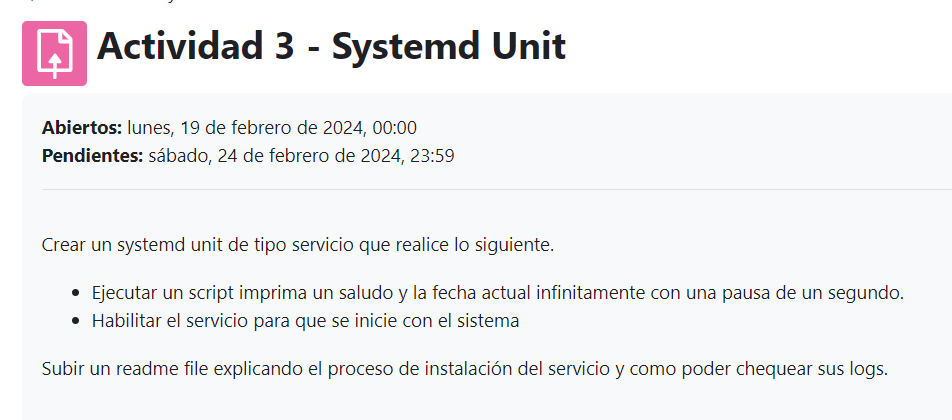 Actividad 3 - Systemd Unit
Abiertos: lunes, 19 de febrero de 2024, 00:00
Pendientes: sábado, 24 de febrero de 2024, 23:59
Crear un systemd unit de tipo servicio que realice lo siguiente.
• Ejecutar un script imprima un saludo y la fecha actual infinitamente con una pausa de un segundo.
• Habilitar el servicio para que se inicie con el sistema
Subir un readme file explicando el proceso de instalación del servicio y como poder chequear sus logs.